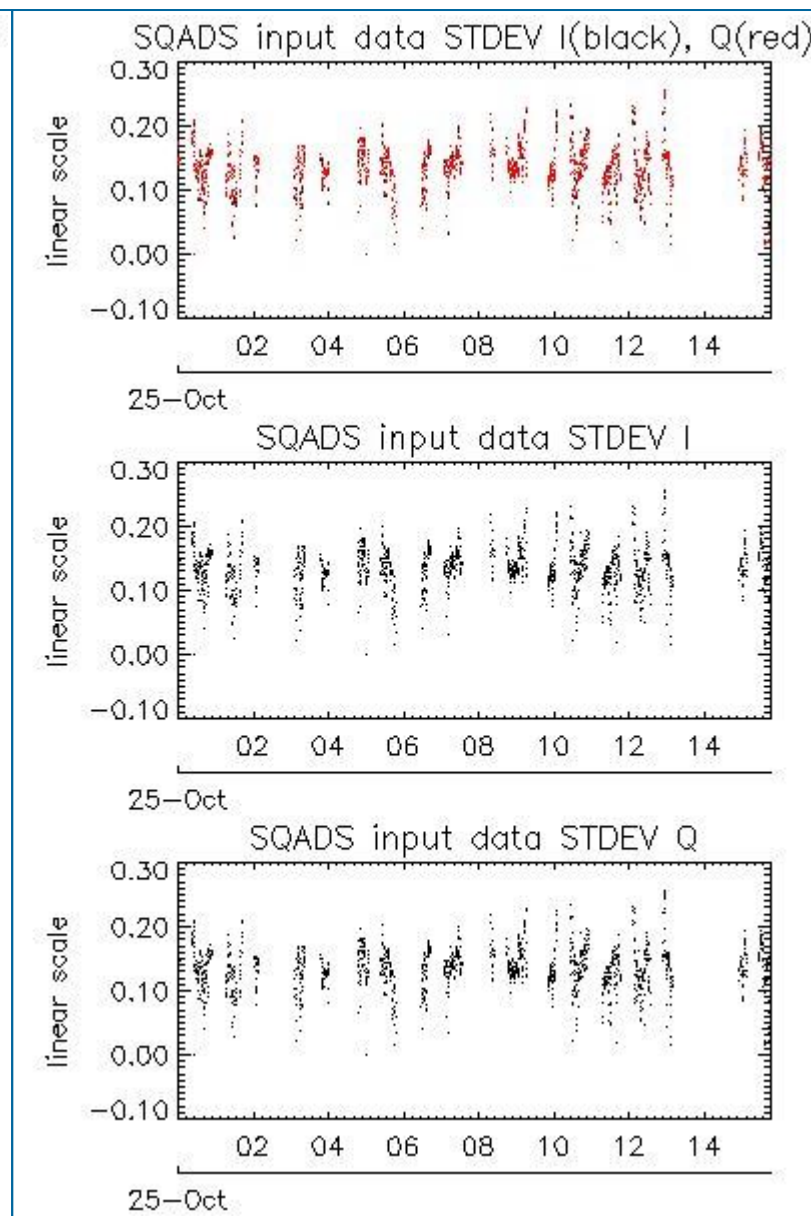 SQADS input data STDEV I(black), Q(red)
0.30
0.20
0.10
0.00
-0.10
linear scale
02 04 06 08 10 12 14
25-Oct
SQADS input data STDEV I
0.30
0.20
0.10
0.00
-0.10
linear scale
02 04 06 08 10 12 14
25-Oct
SQADS input data STDEV Q
0.30
0.20
0.10
0.00
-0.10
linear scale
02 04 06 08 10 12 14
25-Oct